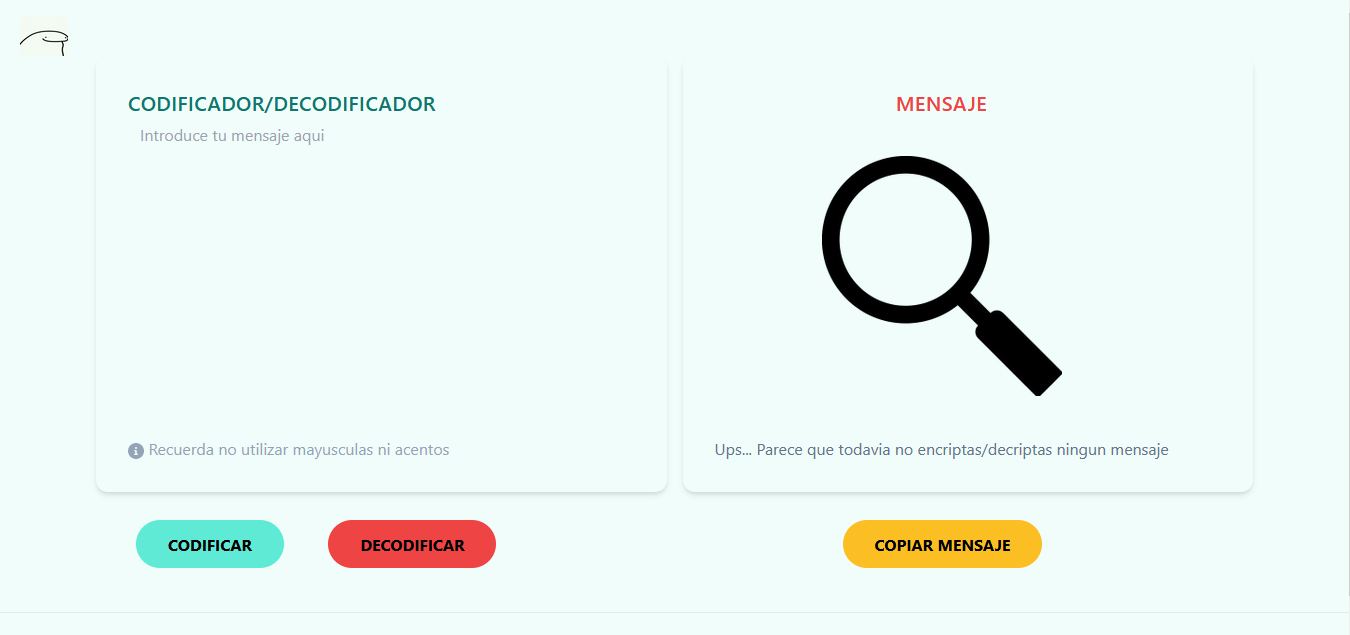 CODIFICADOR/DECODIFICADOR
Introduce tu mensaje aqui
Recuerda no utilizar mayusculas ni acentos
CODIFICAR
DECODIFICAR
MENSAJE
Ups... Parece que todavia no encriptas/decriptas ningun mensaje
COPIAR MENSAJE